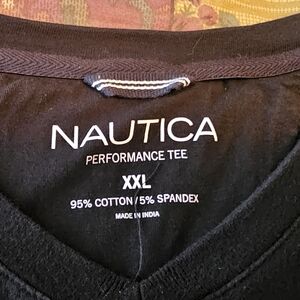 NAUTICA
PERFORMANCE TEE
XXL
95% COTTON/5% SPANDEX
MADE IN INDIA